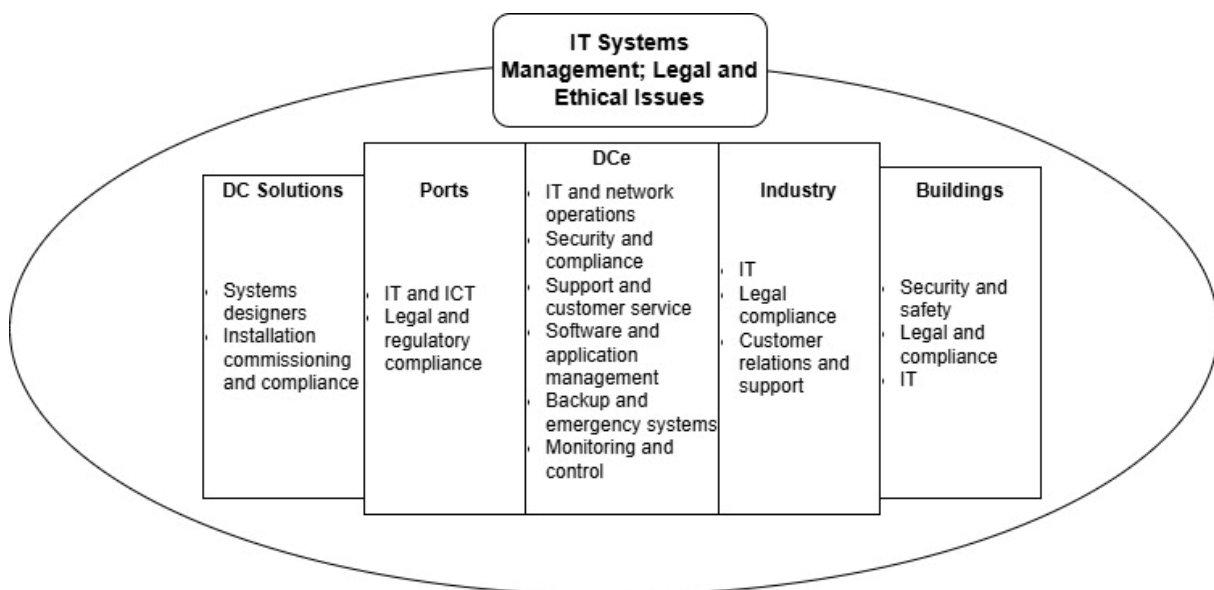 IT Systems
Management; Legal and
Ethical Issues
DC Solutions
Systems
designers
Installation
commissioning
and compliance
Ports
IT and ICT
Legal and
regulatory
compliance
DCe
IT and network
operations
Security and
compliance
Support and
customer service
Software and
application
management
Backup and
emergency systems
Monitoring and
control
Industry
IT
Legal
compliance
Customer
relations and
support
Buildings
Security and
safety
Legal and
compliance
IT